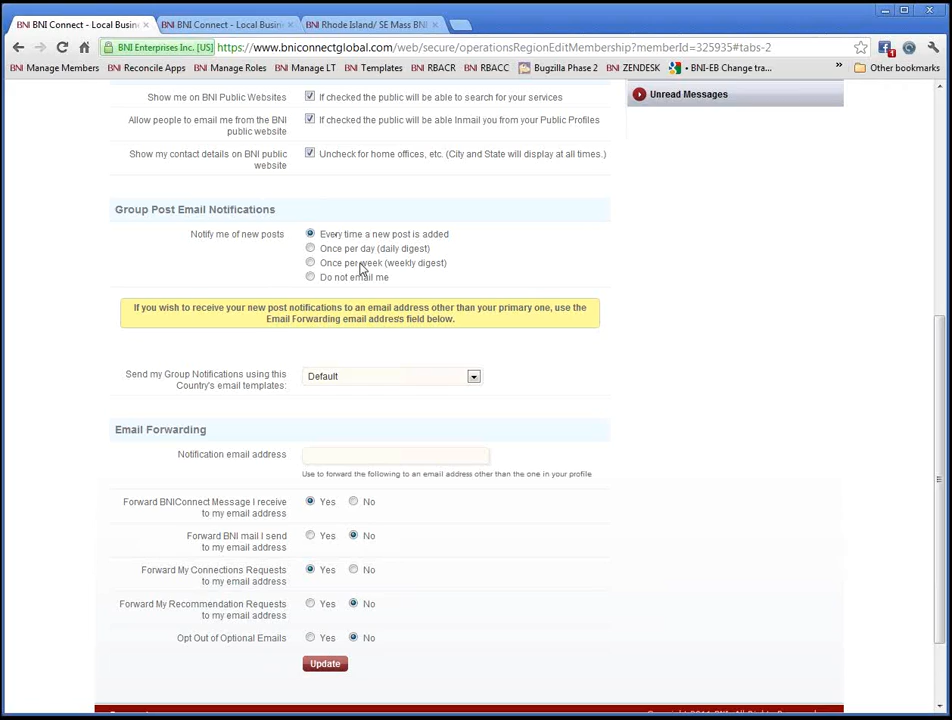 BNI Connect - Local Busin
BNI Connect - Local Busin
BNI Rhode Island/ SE Mass BNI
BNI Enterprises Inc. [US] https://www.bniconnectglobal.com/web/secure/operationsRegionEditMembership?memberId=325935#tabs-2
BNI Manage Members BNI Reconcile Apps BNI Manage Roles BNI Manage LT BNI Templates BNI RBACR BNI RBACC Bugzilla Phase 2 BNI ZENDESK BNI-EB Change tra... » Other bookmarks
Unread Messages
Show me on BNI Public Websites If checked the public will be able to search for your services
Allow people to email me from the BNI
public website
If checked the public will be able Inmail you from your Public Profiles
Show my contact details on BNI public
website
Uncheck for home offices, etc. (City and State will display at all times.)
Group Post Email Notifications
Notify me of new posts Every time a new post is added
Once per day (daily digest)
Once per week (weekly digest)
Do not email me
If you wish to receive your new post notifications to an email address other than your primary one, use the
Email Forwarding email address field below.
Send my Group Notifications using this
Country's email templates:
Default
Email Forwarding
Notification email address
Use to forward the following to an email address other than the one in your profile
Forward BNIConnect Message I receive
to my email address
Yes No
Forward BNI mail I send
to my email address
Yes No
Forward My Connections Requests
to my email address
Yes No
Forward My Recommendation Requests
to my email address
Yes No
Opt Out of Optional Emails Yes No
Update